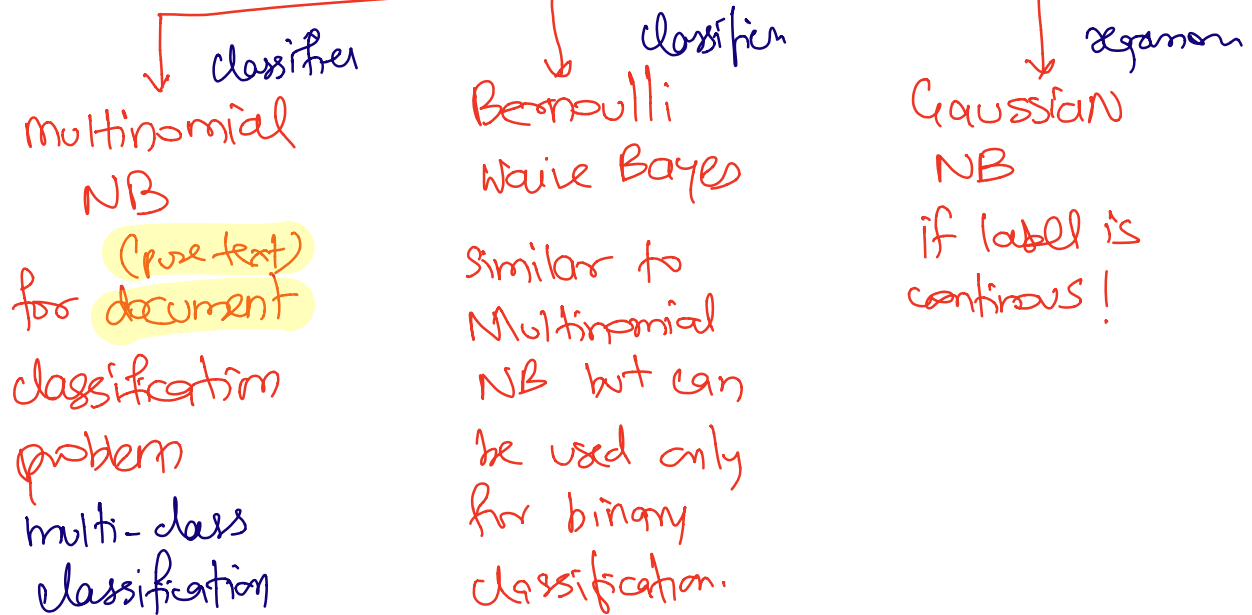 classifier
Multinomial
NB
(pure text)
for document
classification
problem
multi-class
classification
classifier
Bernoulli
Naive Bayes
Similar to
Multinomial
NB but can
be used only
for binary
classification.
Gaussian
NB
if label is
continous!